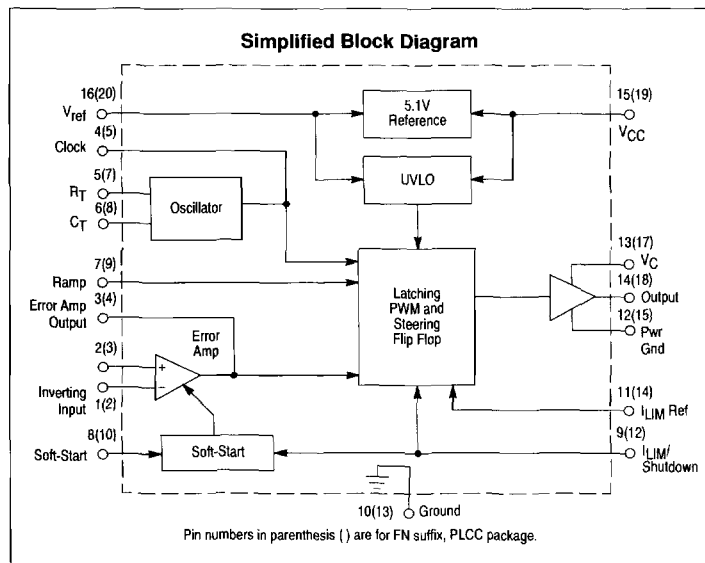 Simplified Block Diagram
16(20)
Vref
4(5)
Clock
5(7)
RT
6(8)
CT
Oscillator
7(9)
Ramp
3(4)
Error Amp
Output
Error
Amp
2(3)
+
−
Inverting
Input
1(2)
8(10)
Soft-Start
Soft-Start
5.1V
Reference
UVLO
Latching
PWM and
Steering
Flip Flop
15(19)
VCC
13(17)
VC
14(18)
Output
12(15)
Pwr
Gnd
11(14)
ILIM Ref
9(12)
ILIM/
Shutdown
10(13)
Ground
Pin numbers in parenthesis ( ) are for FN suffix, PLCC package.